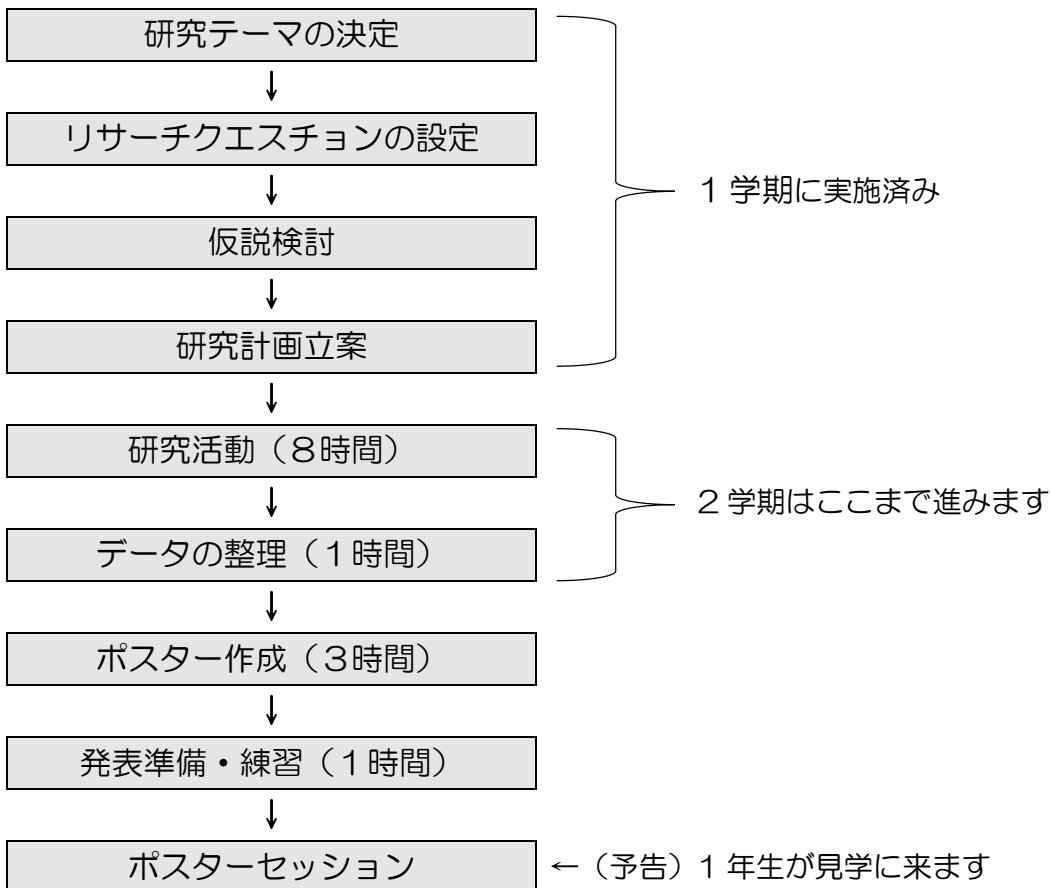 研究テーマの決定
↓
リサーチクエスチョンの設定
↓
仮説検討
1学期に実施済み
↓
研究計画立案
↓
研究活動(8時間)
↓
2学期はここまで進みます
データの整理(1時間)
↓
ポスター作成(3時間)
↓
発表準備・練習(1時間)
↓
ポスターセッション ←(予告)1年生が見学に来ます